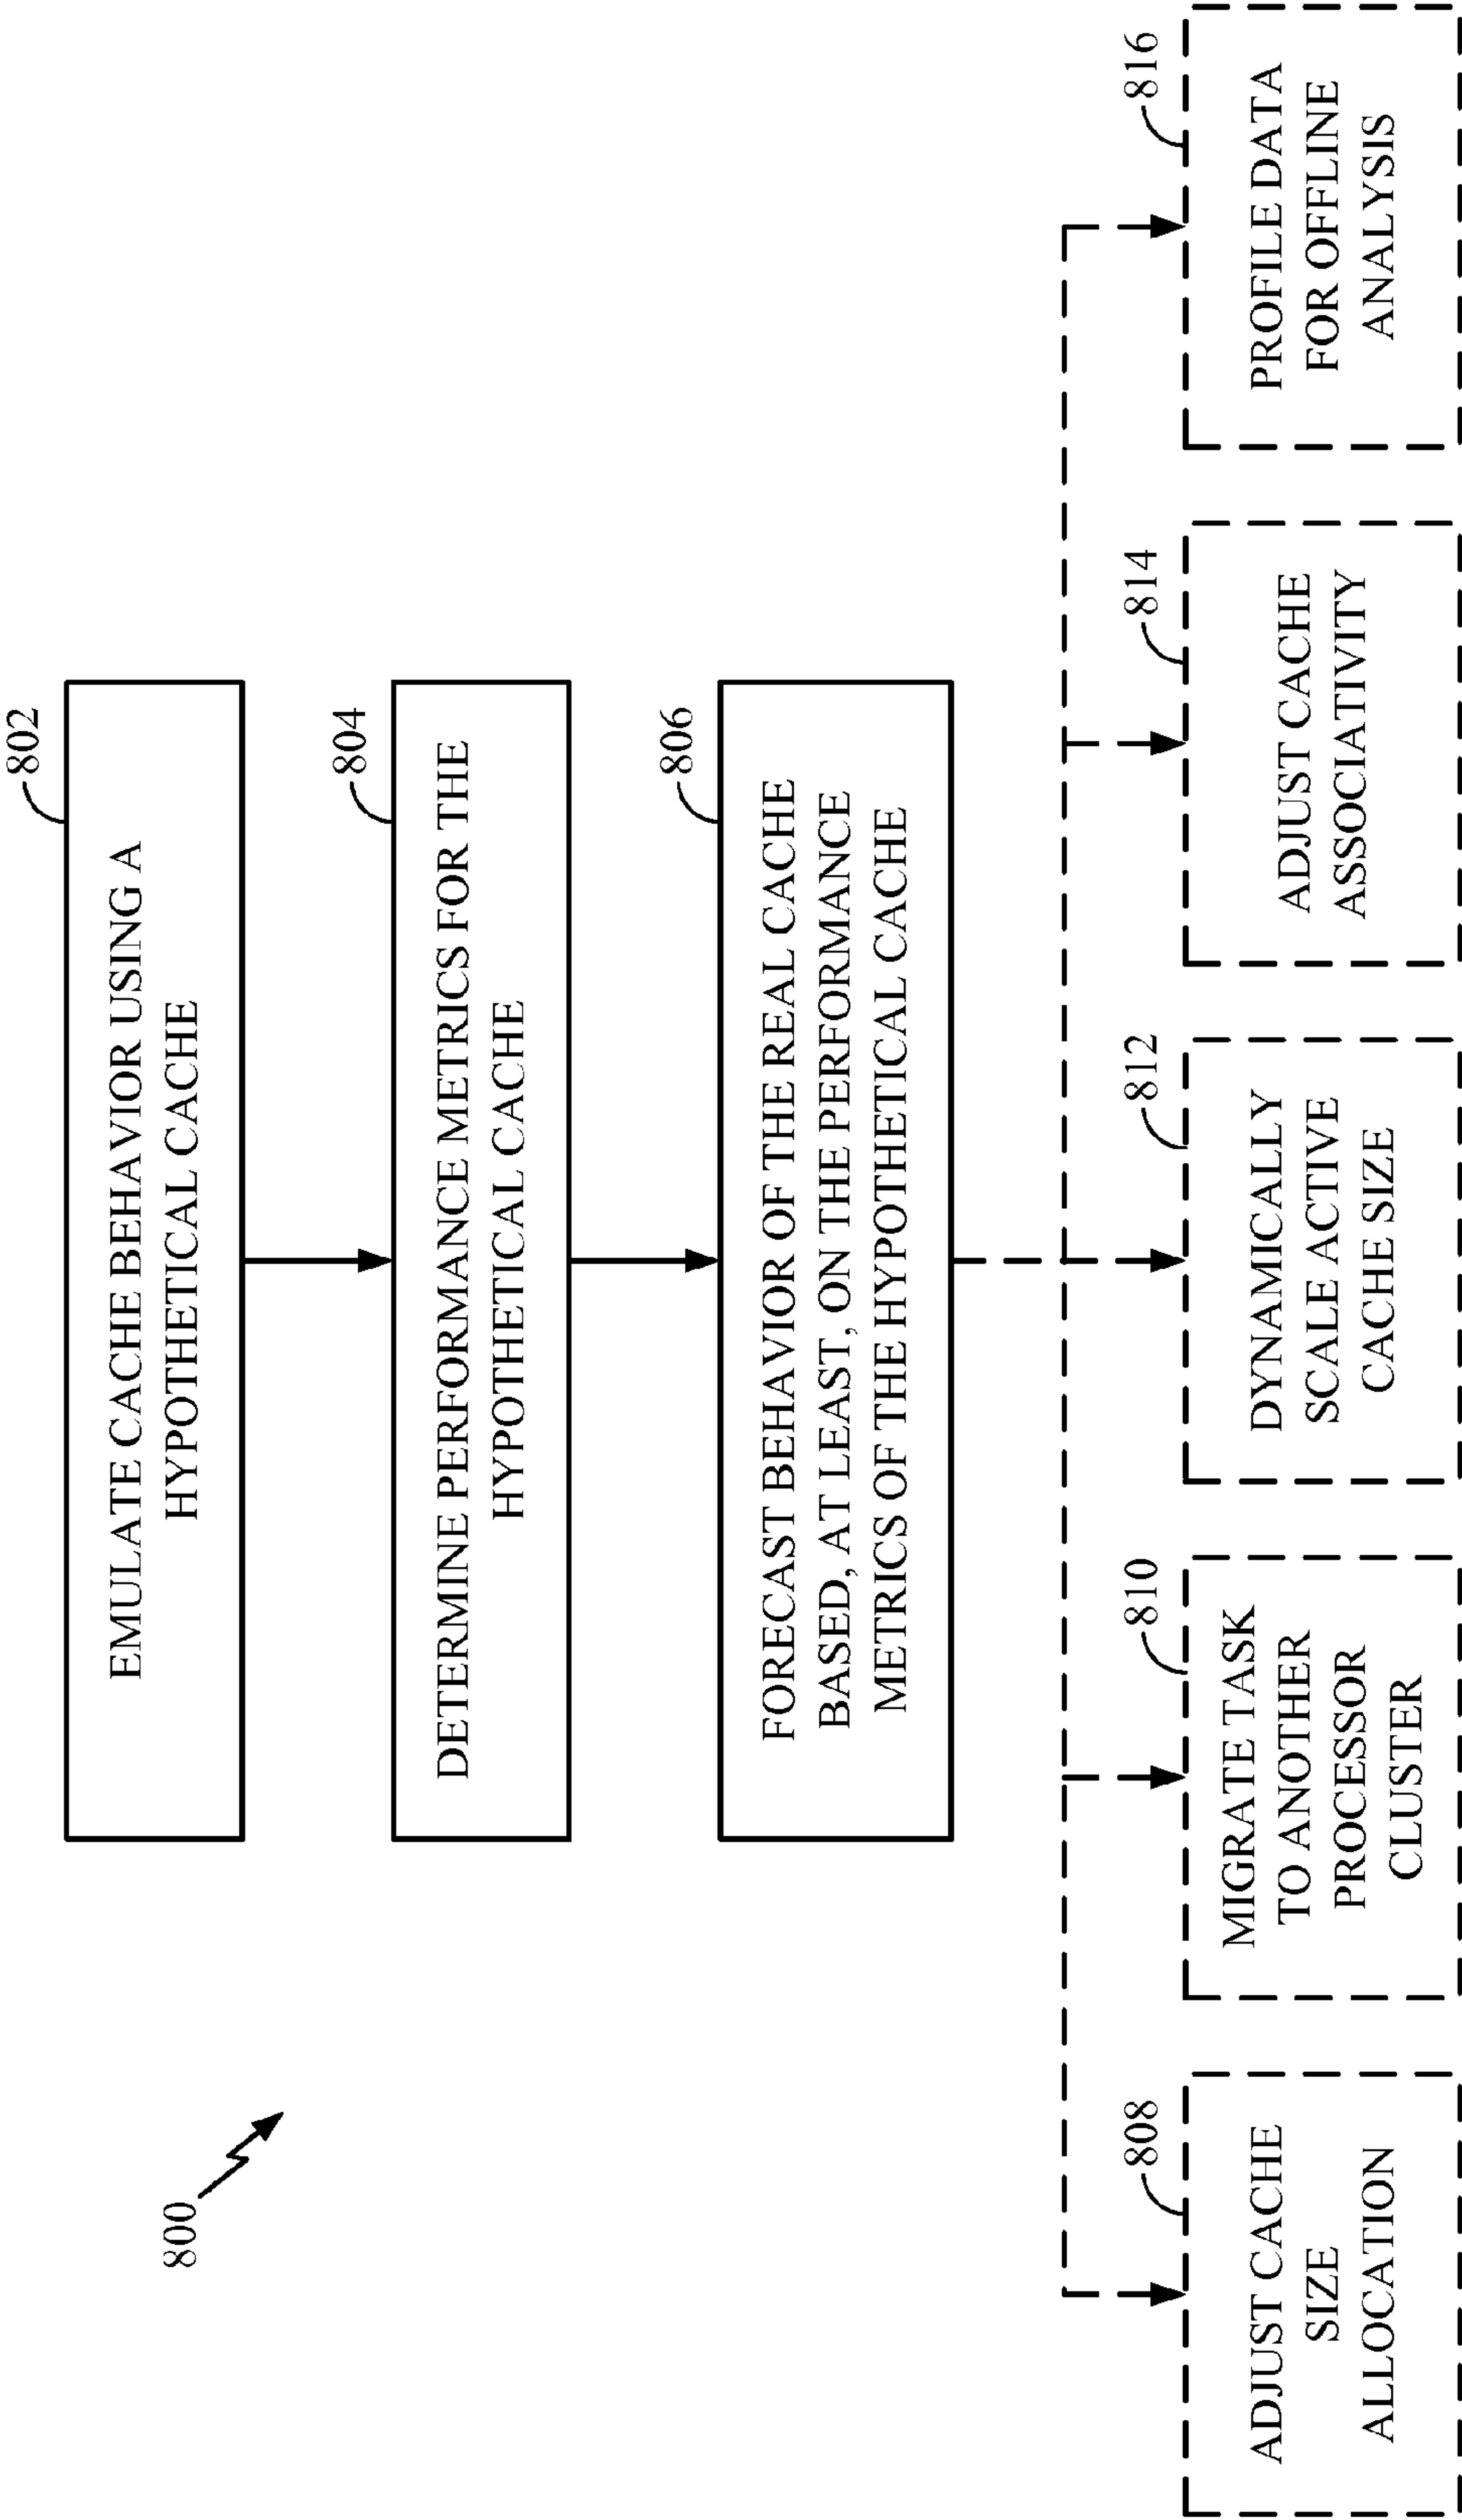 800
802
EMULATE CACHE BEHAVIOR USING A
HYPOTHETICAL CACHE
804
DETERMINE PERFORMANCE METRICS FOR THE
HYPOTHETICAL CACHE
806
FORECAST BEHAVIOR OF THE REAL CACHE
BASED, AT LEAST, ON THE PERFORMANCE
METRICS OF THE HYPOTHETICAL CACHE
808
ADJUST CACHE
SIZE
ALLOCATION
810
MIGRATE TASK
TO ANOTHER
PROCESSOR
CLUSTER
812
DYNAMICALLY
SCALE ACTIVE
CACHE SIZE
814
ADJUST CACHE
ASSOCIATIVITY
816
PROFILE DATA
FOR OFFLINE
ANALYSIS